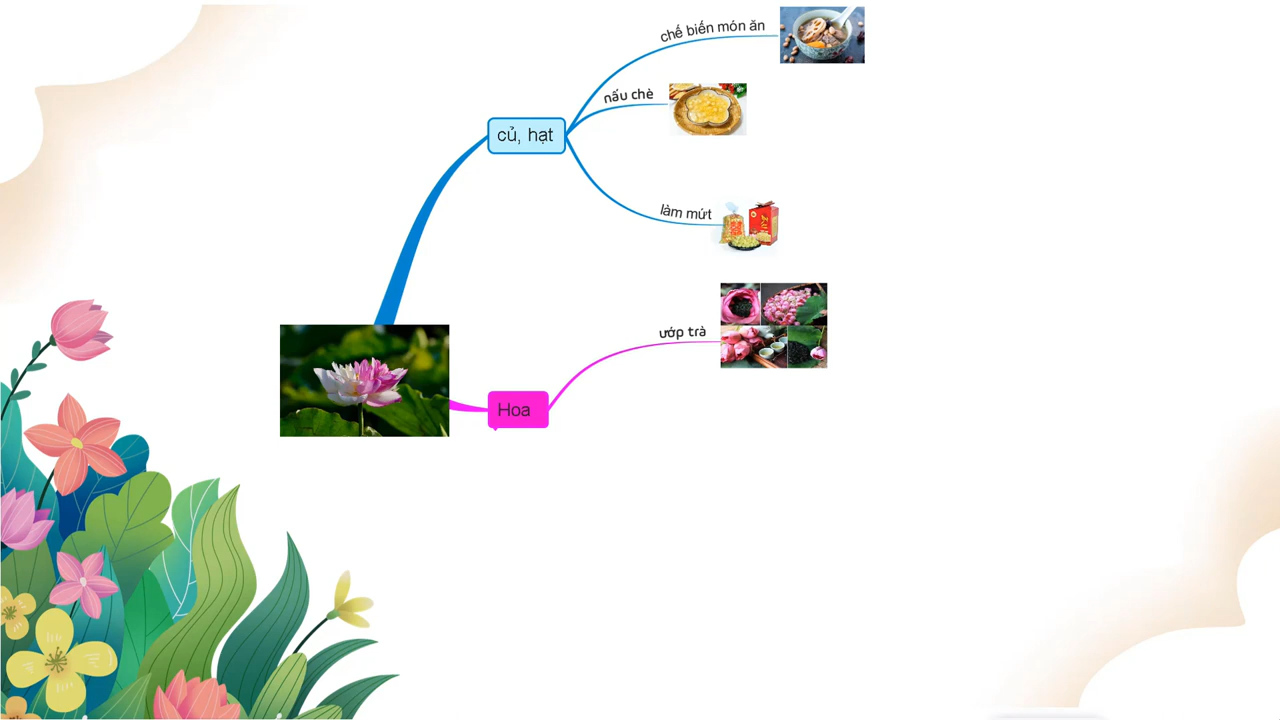 chế biến món ăn
nấu chè
củ, hạt
làm mứt
ướp trà
Hoa